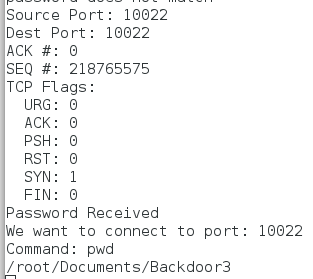 password does not match
Source Port: 10022
Dest Port: 10022
ACK #: 0
SEQ #: 218765575
TCP Flags:
  URG: 0
  ACK: 0
  PSH: 0
  RST: 0
  SYN: 1
  FIN: 0
Password Received
We want to connect to port: 10022
Command: pwd
/root/Documents/Backdoor3